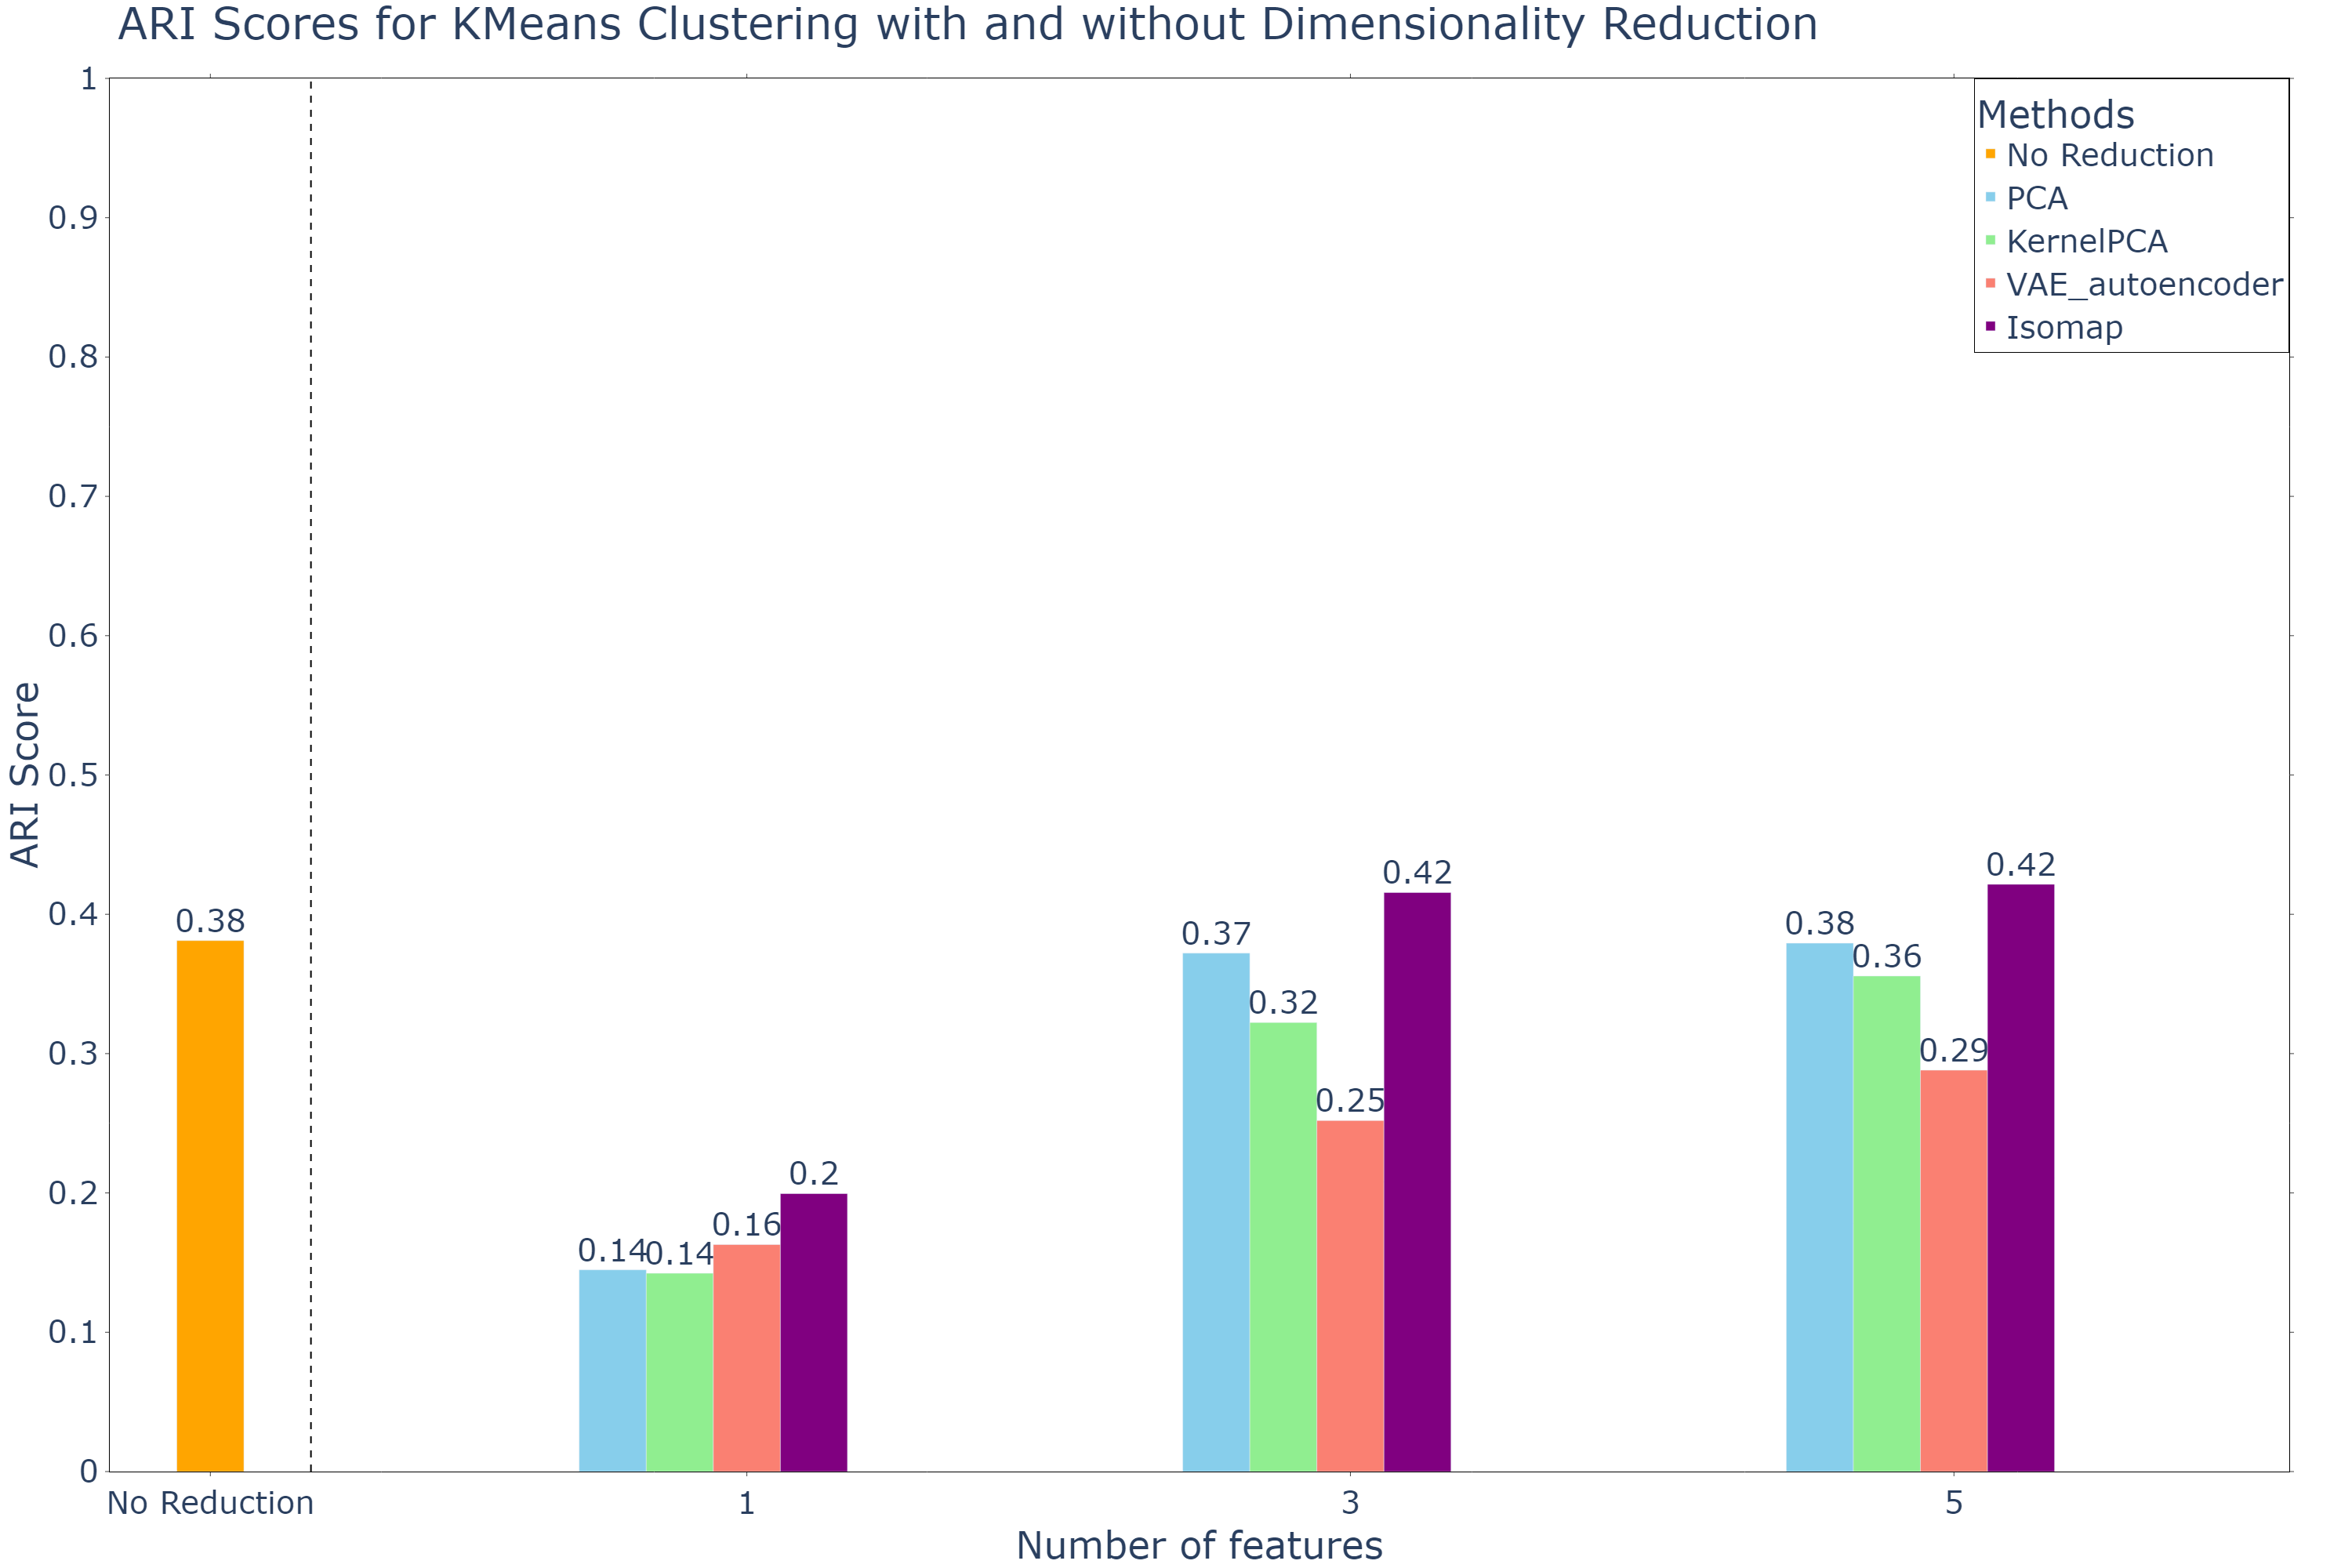 ARI Scores for KMeans Clustering with and without Dimensionality Reduction
Methods
No Reduction
PCA
KernelPCA
VAE_autoencoder
Isomap
ARI Score
1
0.9
0.8
0.7
0.6
0.5
0.4
0.3
0.2
0.1
0
0.38
0.14
0.14
0.16
0.2
0.37
0.32
0.25
0.42
0.38
0.36
0.29
0.42
No Reduction
1
3
5
Number of features